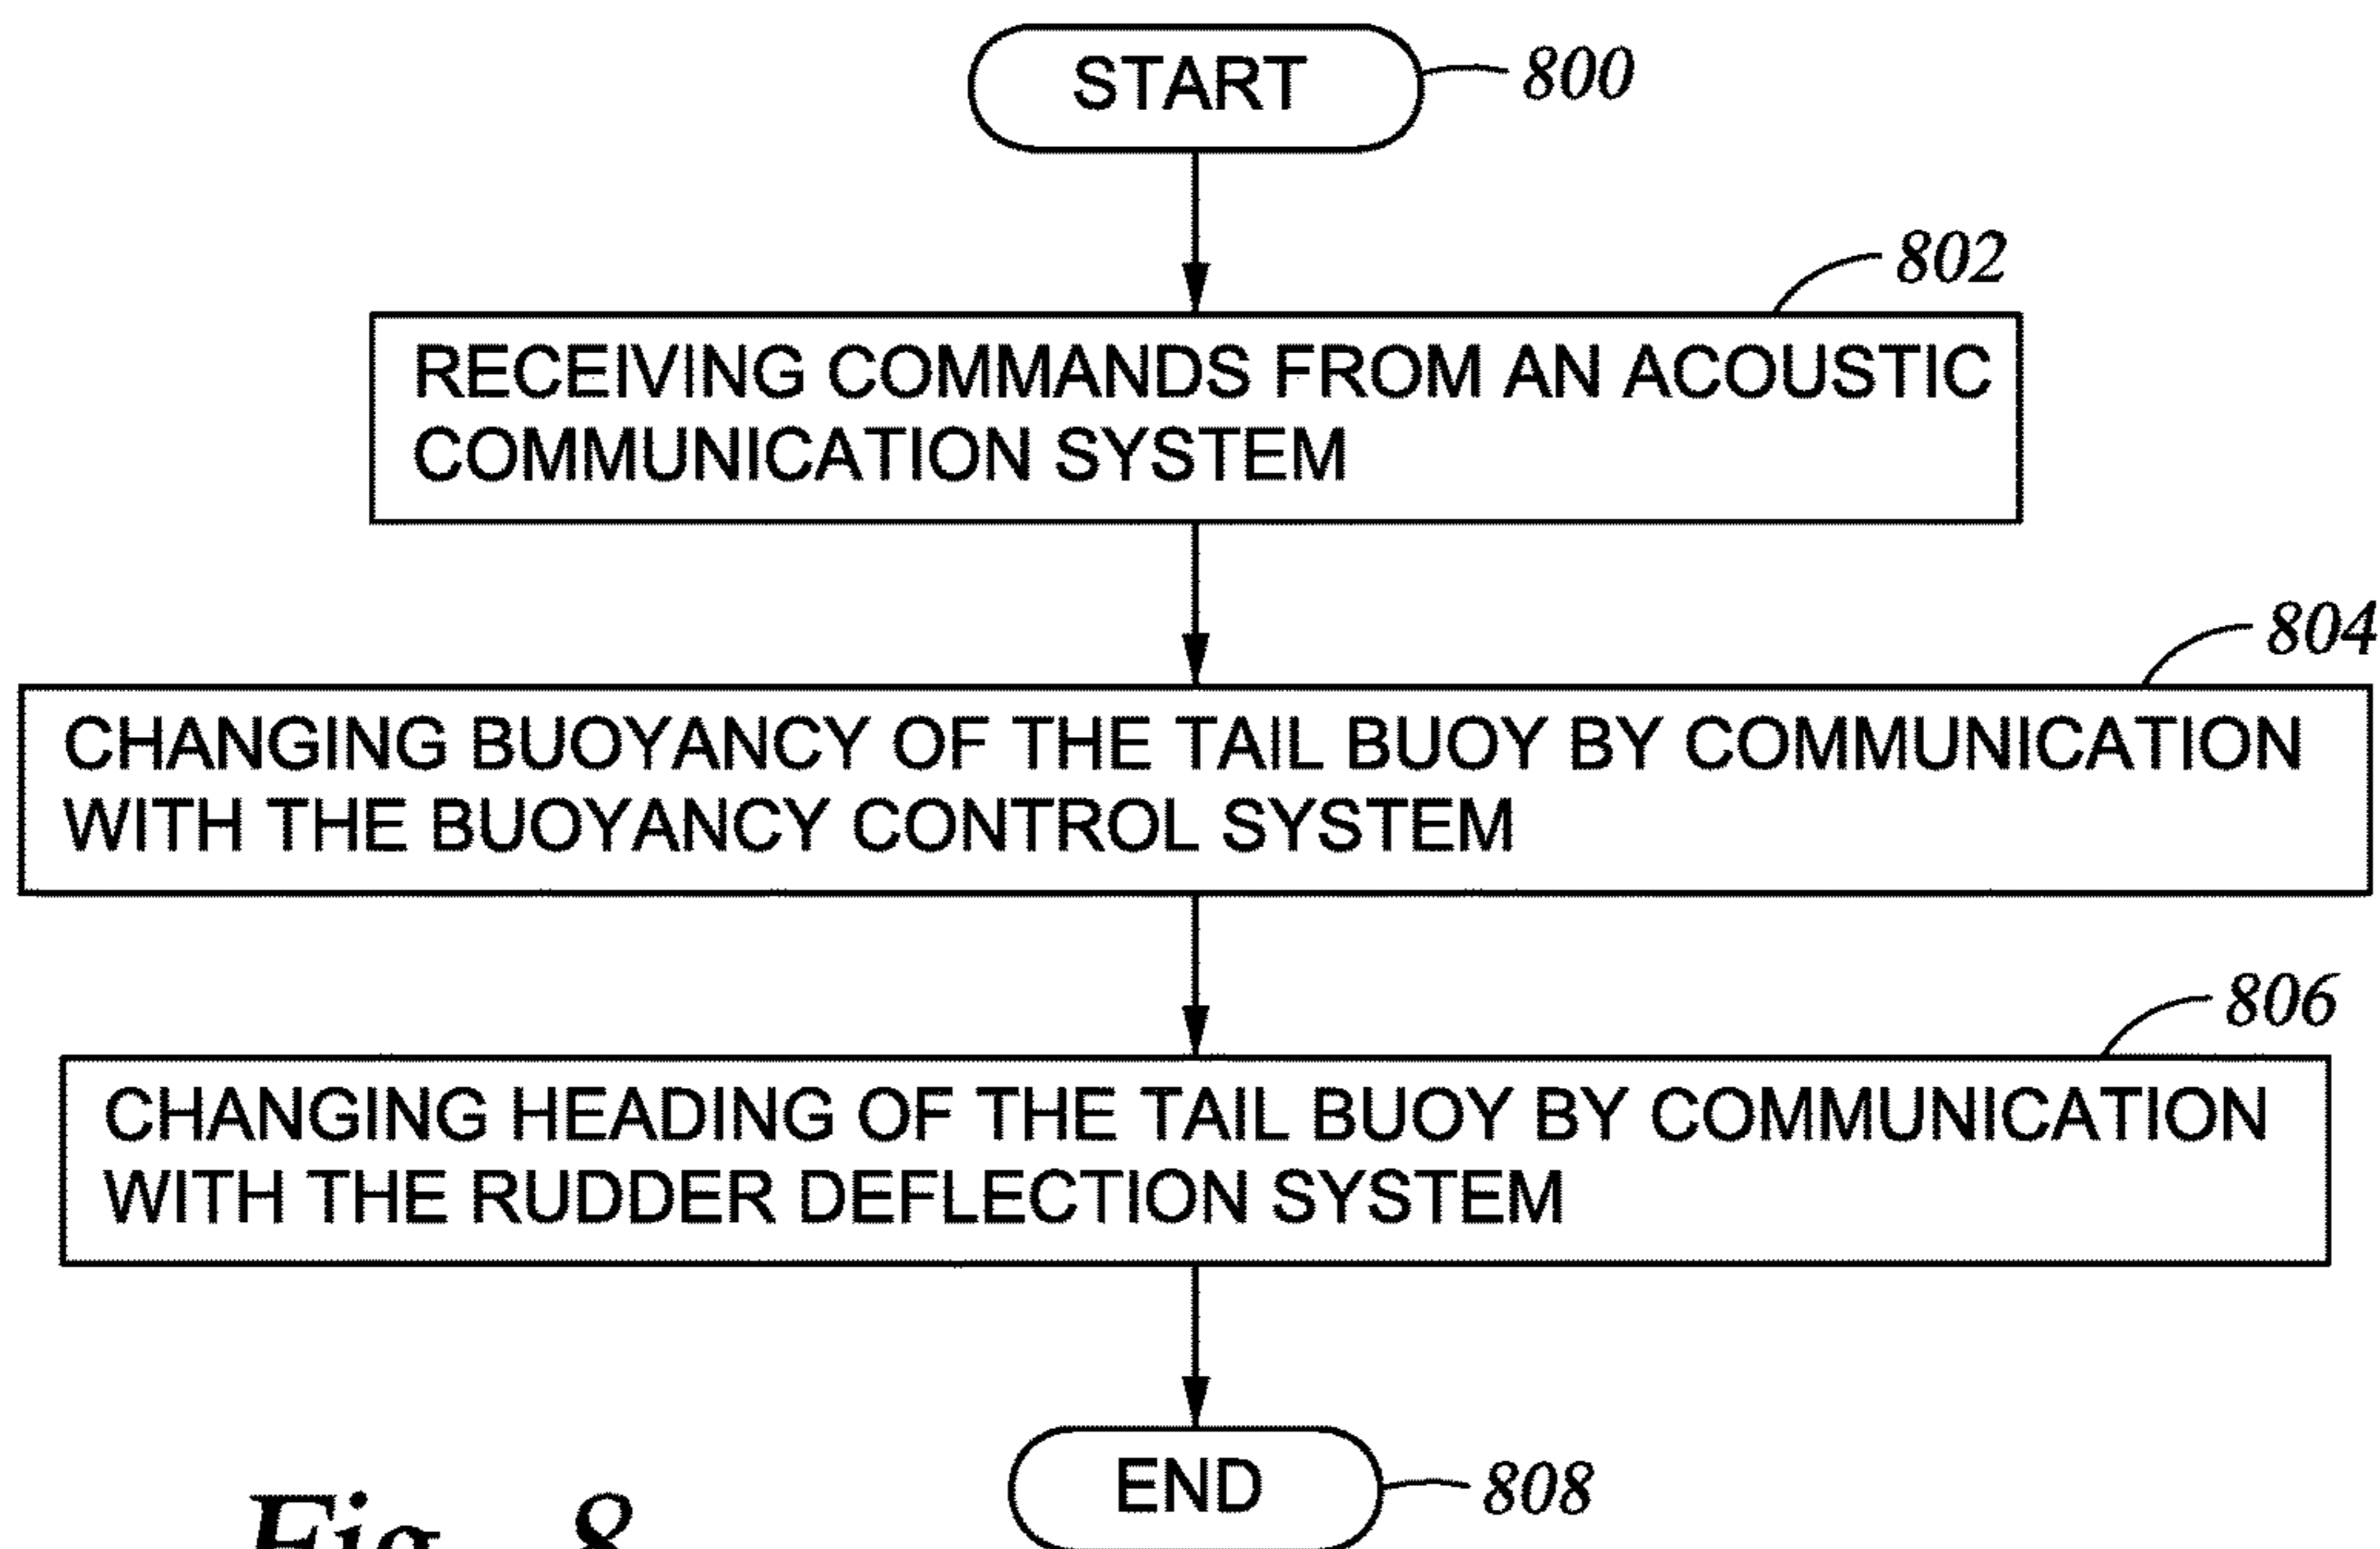 START
800
802
RECEIVING COMMANDS FROM AN ACOUSTIC
COMMUNICATION SYSTEM
804
CHANGING BUOYANCY OF THE TAIL BUOY BY COMMUNICATION
WITH THE BUOYANCY CONTROL SYSTEM
806
CHANGING HEADING OF THE TAIL BUOY BY COMMUNICATION
WITH THE RUDDER DEFLECTION SYSTEM
END
808
Fig. 8